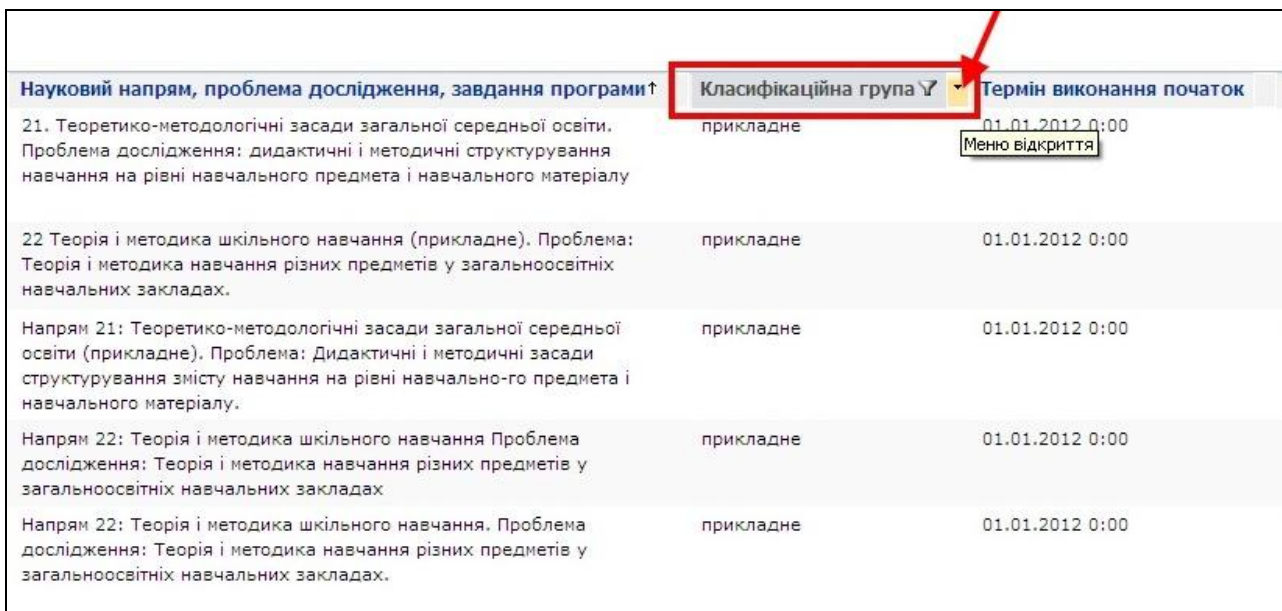 Науковий напрям, проблема дослідження, завдання програми↑ Класифікаційна група Термін виконання початок
21. Теоретико-методологічні засади загальної середньої освіти. прикладне 01.01.2012 0:00
Проблема дослідження: дидактичні і методичні структурування Меню відкриття
навчання на рівні навчального предмета і навчального матеріалу
22 Теорія і методика шкільного навчання (прикладне). Проблема: прикладне 01.01.2012 0:00
Теорія і методика навчання різних предметів у загальноосвітніх
навчальних закладах.
Напрям 21: Теоретико-методологічні засади загальної середньої прикладне 01.01.2012 0:00
освіти (прикладне). Проблема: Дидактичні і методичні засади
структурування змісту навчання на рівні навчально-го предмета і
навчального матеріалу.
Напрям 22: Теорія і методика шкільного навчання Проблема прикладне 01.01.2012 0:00
дослідження: Теорія і методика навчання різних предметів у
загальноосвітніх навчальних закладах
Напрям 22: Теорія і методика шкільного навчання. Проблема прикладне 01.01.2012 0:00
дослідження: Теорія і методика навчання різних предметів у
загальноосвітніх навчальних закладах.